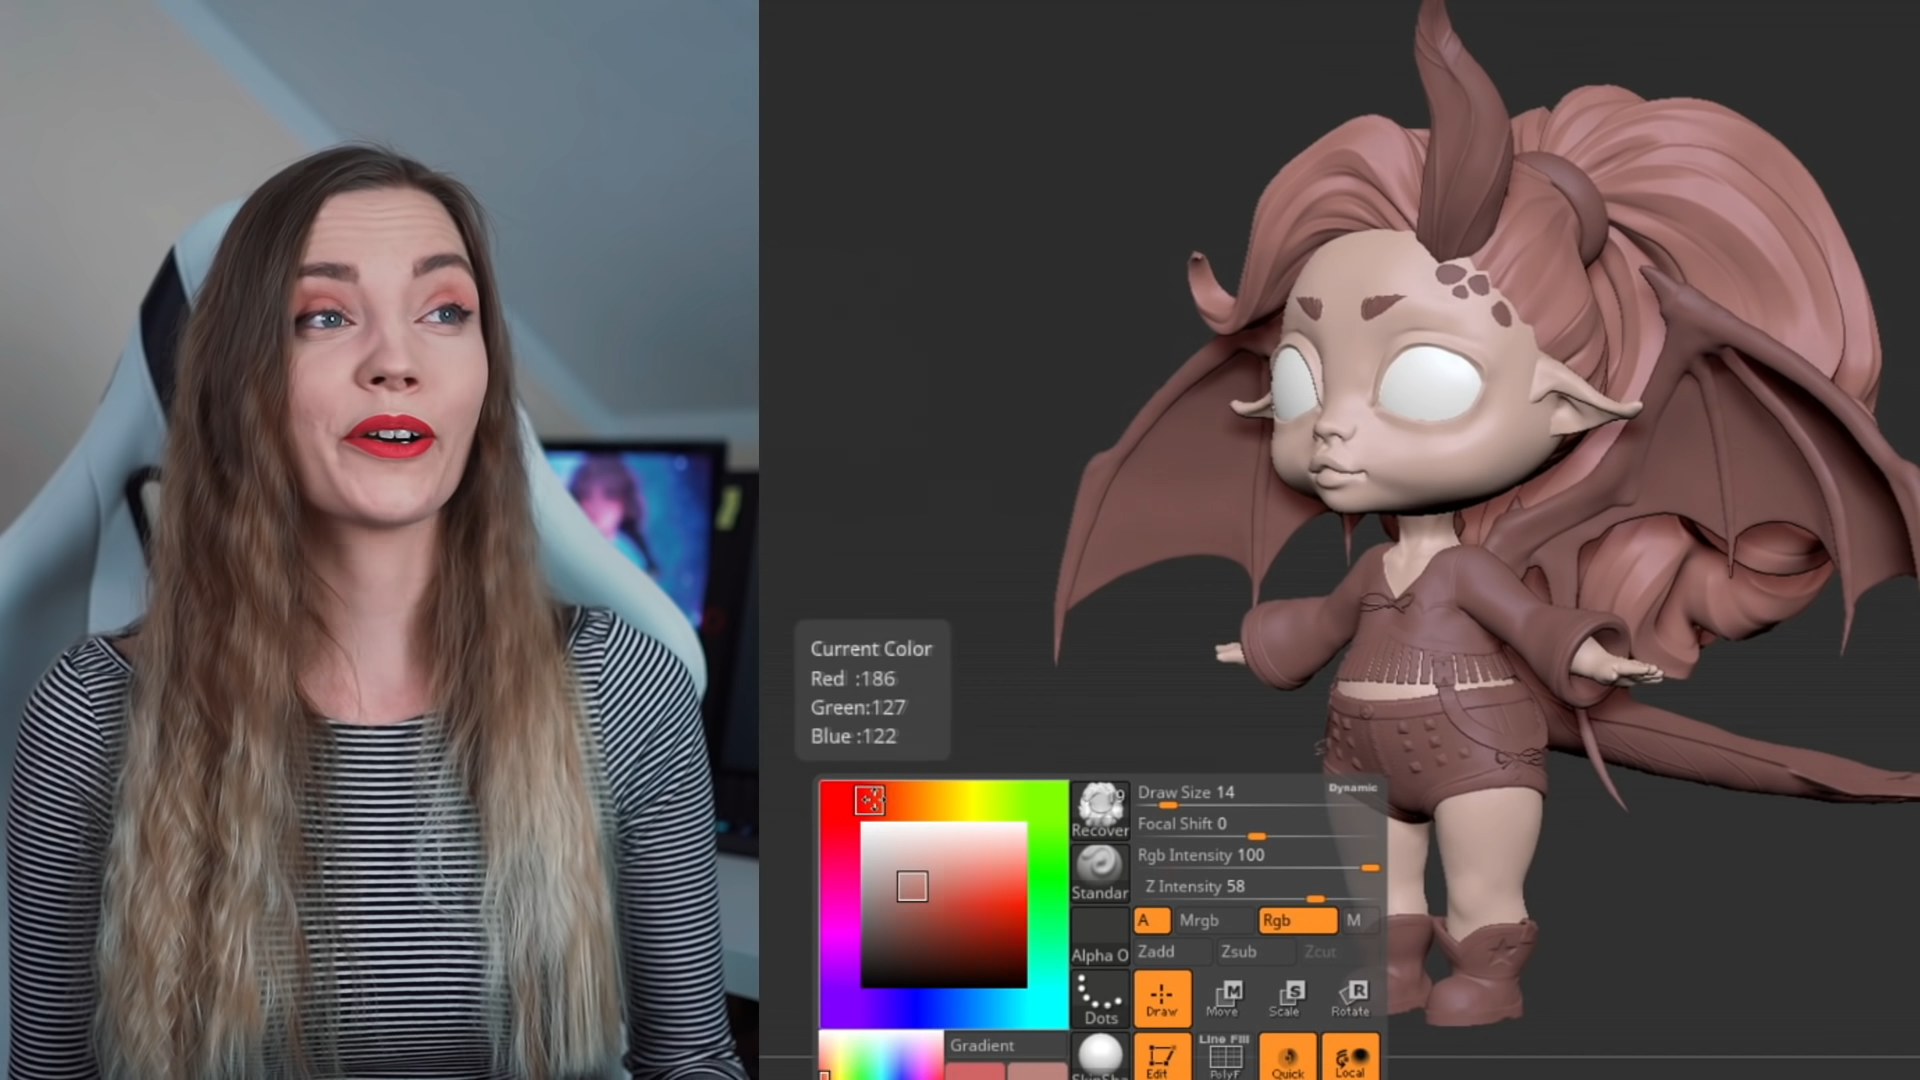 Current Color
Red :186
Green:127
Blue :122
Recover
Standar
Alpha O
Dots
Gradient
Draw Size 14
Dynamic
Focal Shift 0
Rgb Intensity 100
Z Intensity 58
A Mrgb Rgb M
Zadd Zsub Zcut
Draw
M
Move
S
Scale
R
Rotate
Edit
Line Fill
PolyF
Quick
Local